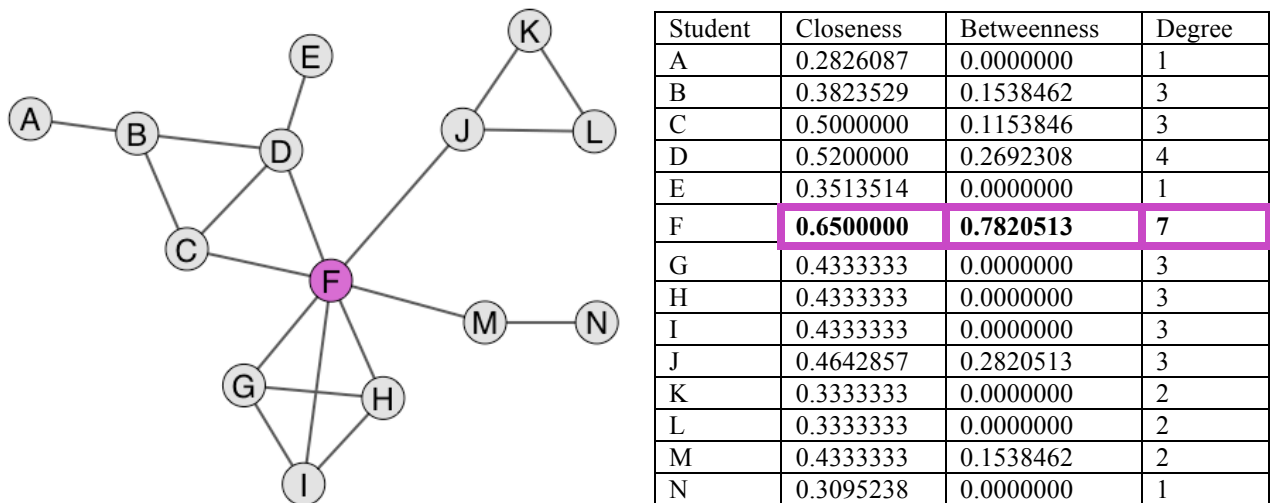 K
E
A
B
J
L
D
C
F
M
N
G
H
I
Student Closeness Betweenness Degree
A 0.2826087 0.0000000 1
B 0.3823529 0.1538462 3
C 0.5000000 0.1153846 3
D 0.5200000 0.2692308 4
E 0.3513514 0.0000000 1
F 0.6500000 0.7820513 7
G 0.4333333 0.0000000 3
H 0.4333333 0.0000000 3
I 0.4333333 0.0000000 3
J 0.4642857 0.2820513 3
K 0.3333333 0.0000000 2
L 0.3333333 0.0000000 2
M 0.4333333 0.1538462 2
N 0.3095238 0.0000000 1